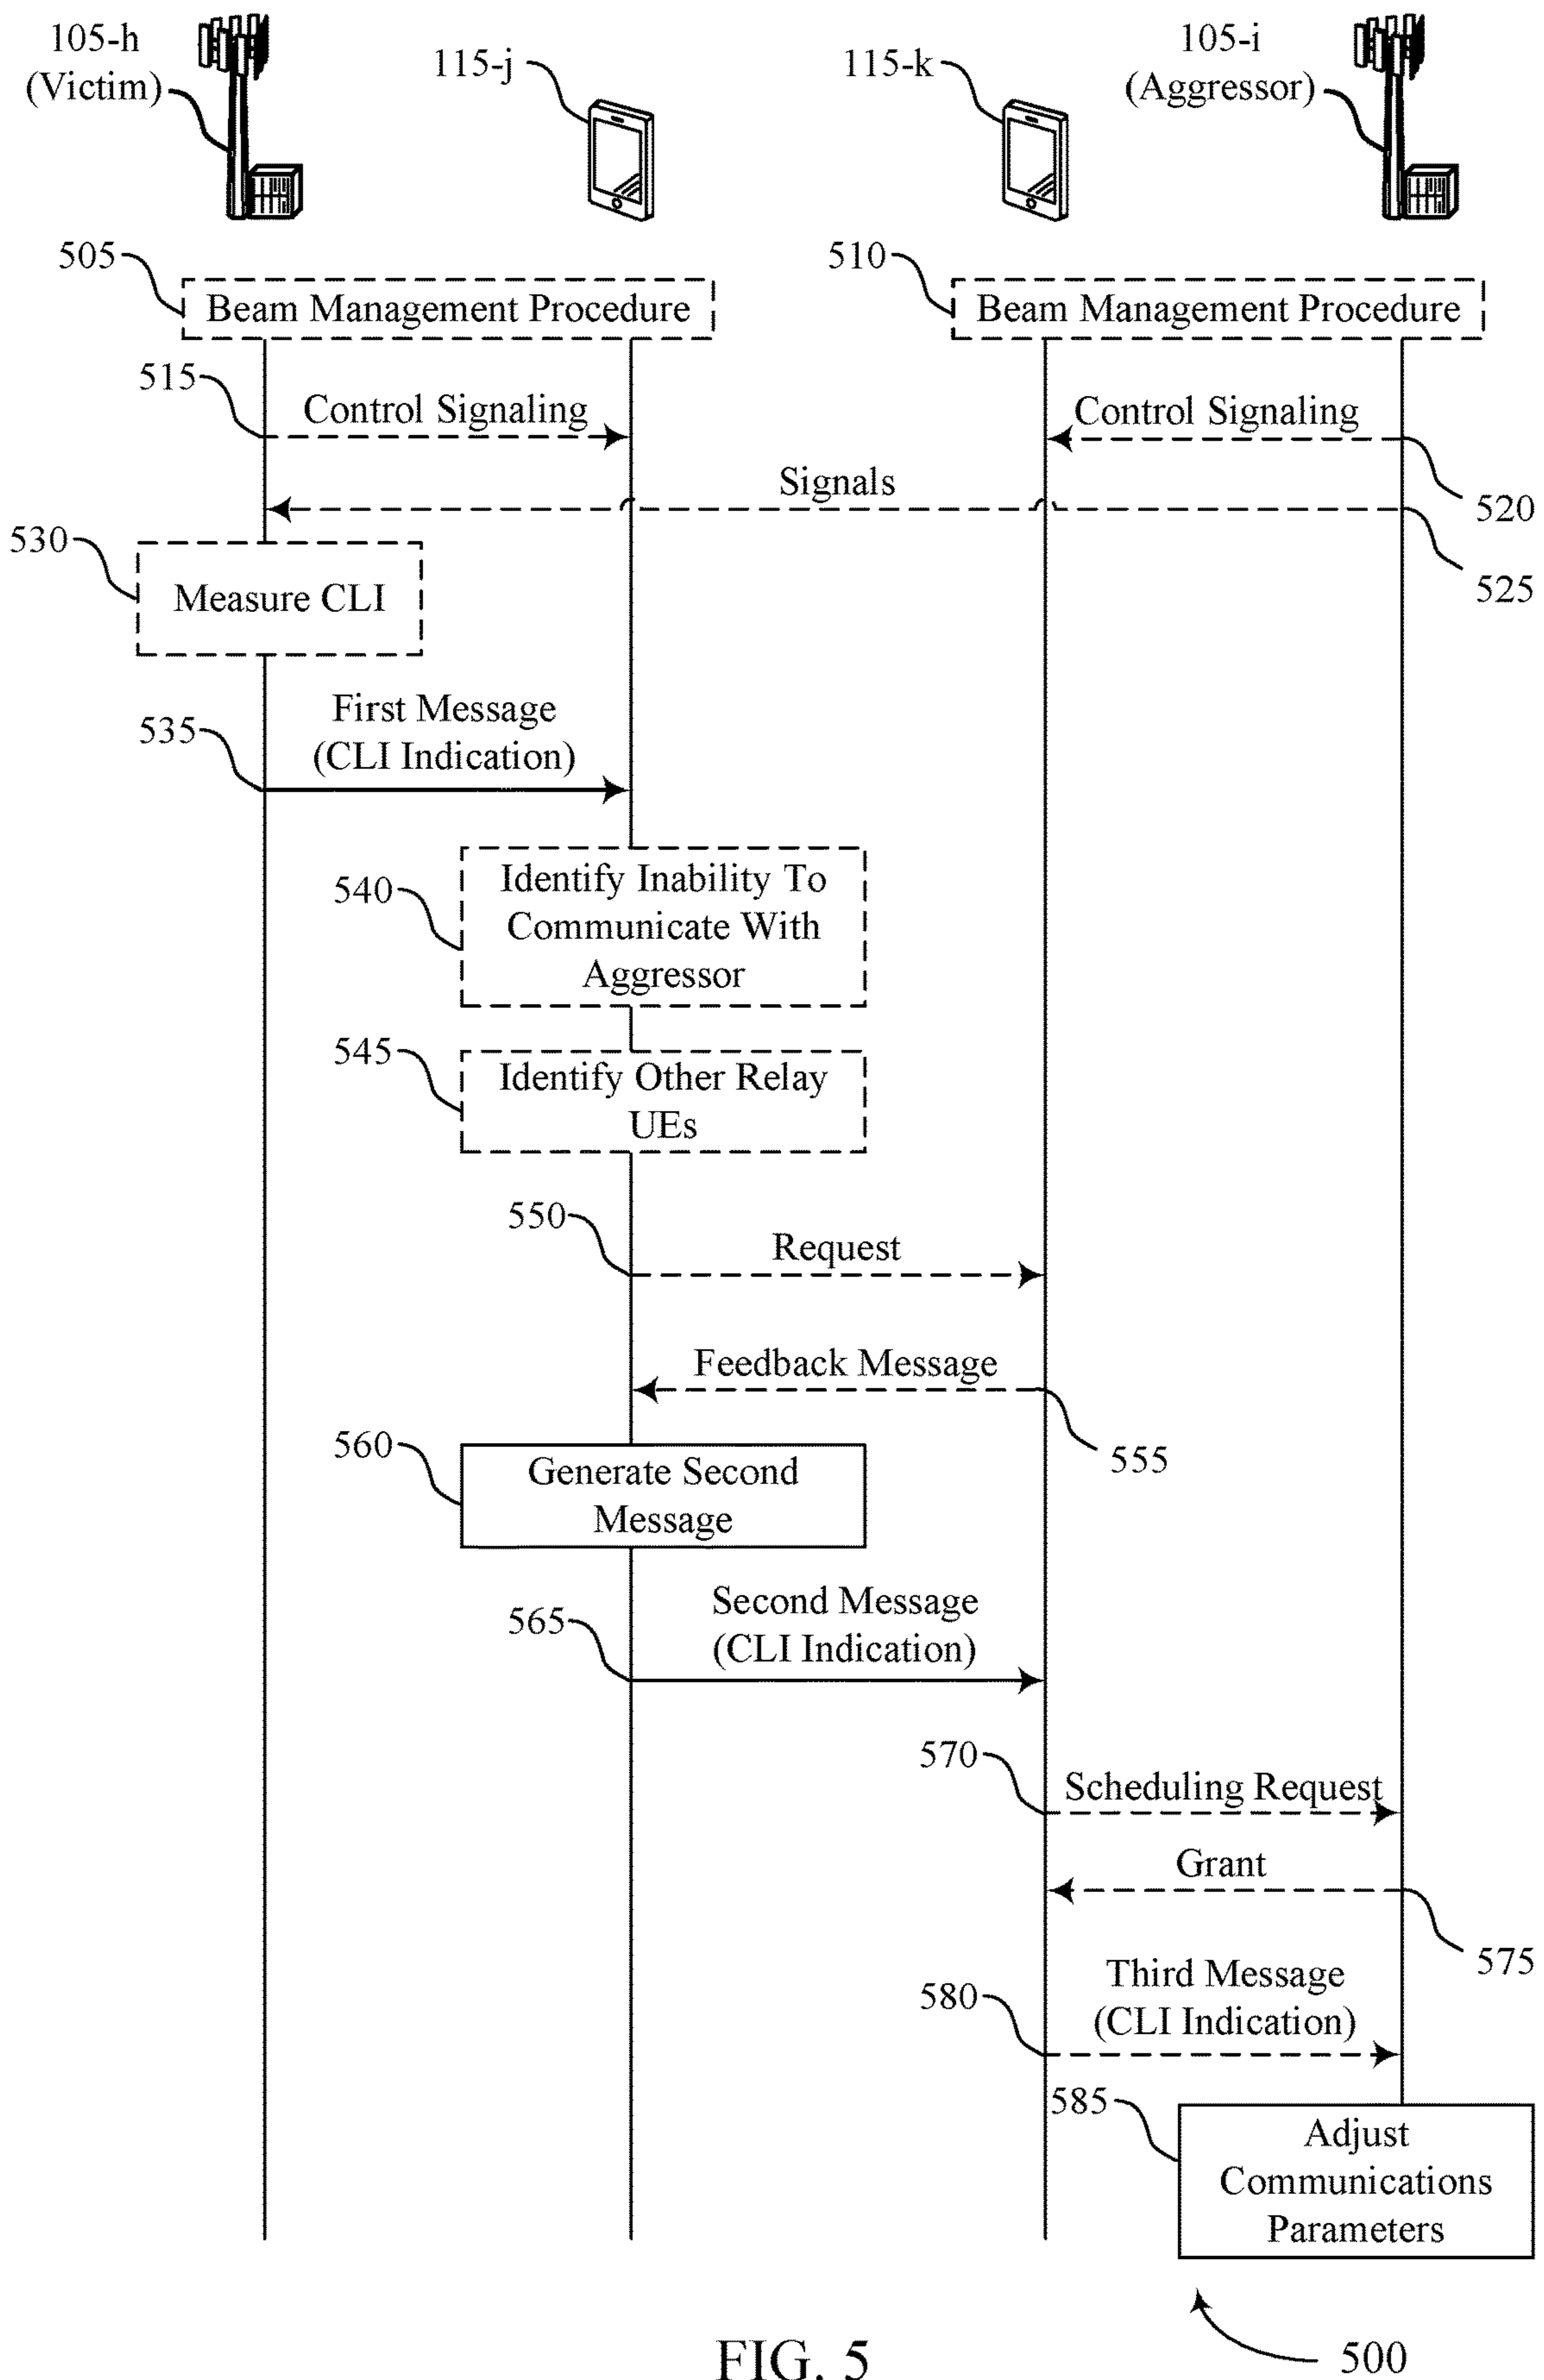 105-h
(Victim)
115-j
115-k
105-i
(Aggressor)
505
Beam Management Procedure
510
Beam Management Procedure
515
Control Signaling
Control Signaling
520
Signals
525
530
Measure CLI
535
First Message
(CLI Indication)
540
Identify Inability To
Communicate With
Aggressor
545
Identify Other Relay
UEs
550
Request
Feedback Message
555
560
Generate Second
Message
565
Second Message
(CLI Indication)
570
Scheduling Request
Grant
575
580
Third Message
(CLI Indication)
585
Adjust
Communications
Parameters
500
FIG. 5